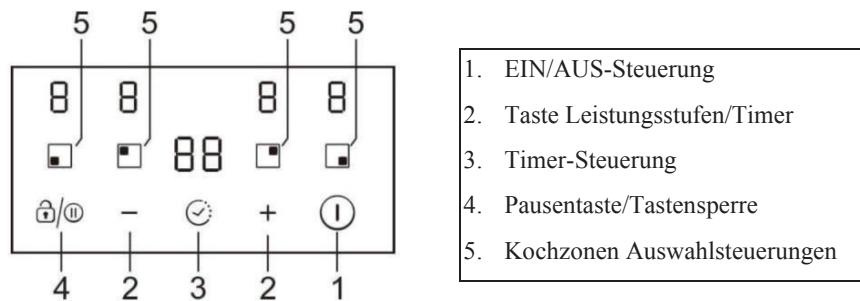 5 5 5 5
8 8 8 8
88
− +
4 2 3 2 1
1. EIN/AUS-Steuerung
2. Taste Leistungsstufen/Timer
3. Timer-Steuerung
4. Pausentaste/Tastensperre
5. Kochzonen Auswahlsteuerungen